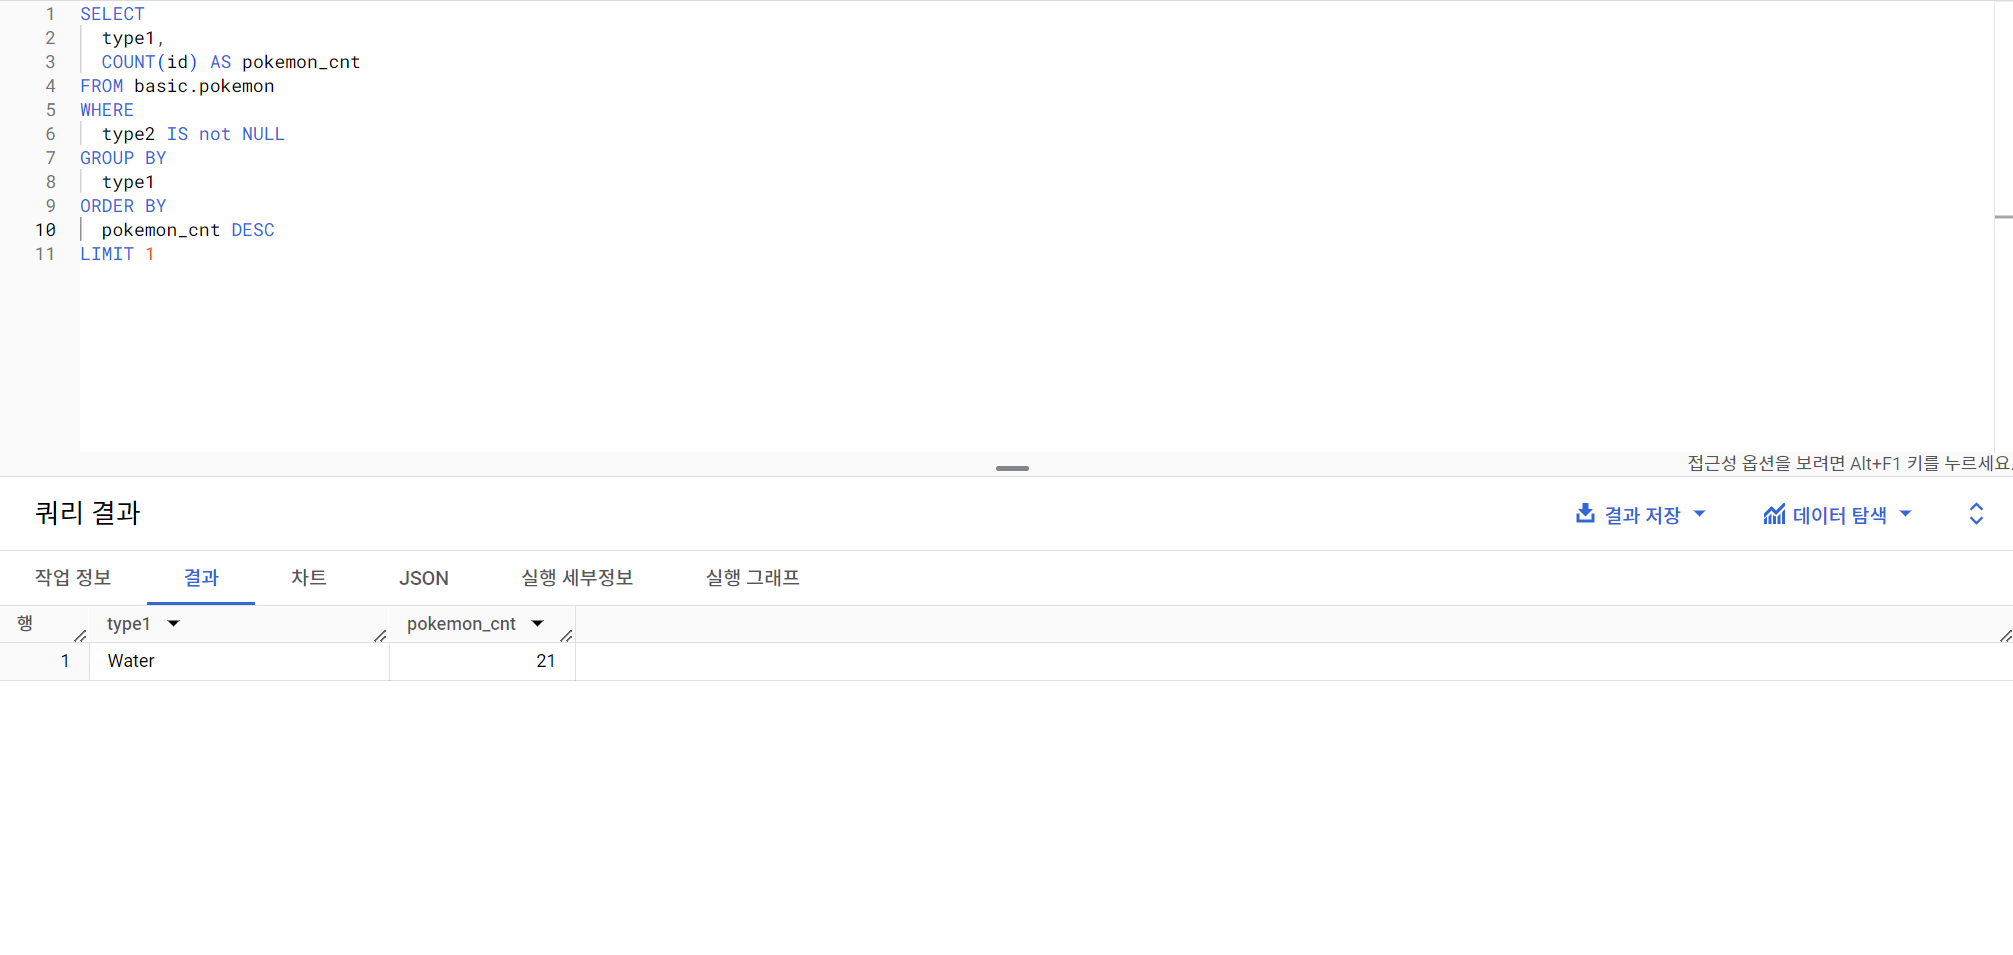 1 SELECT
2 type1,
3 COUNT(id) AS pokemon_cnt
4 FROM basic.pokemon
5 WHERE
6 type2 IS not NULL
7 GROUP BY
8 type1
9 ORDER BY
10 pokemon_cnt DESC
11 LIMIT 1
접근성 옵션을 보려면 Alt+F1 키를 누르세요.
쿼리 결과 결과 저장 데이터 탐색
작업 정보 결과 차트 JSON 실행 세부정보 실행 그래프
행 type1 pokemon_cnt
1 Water 21